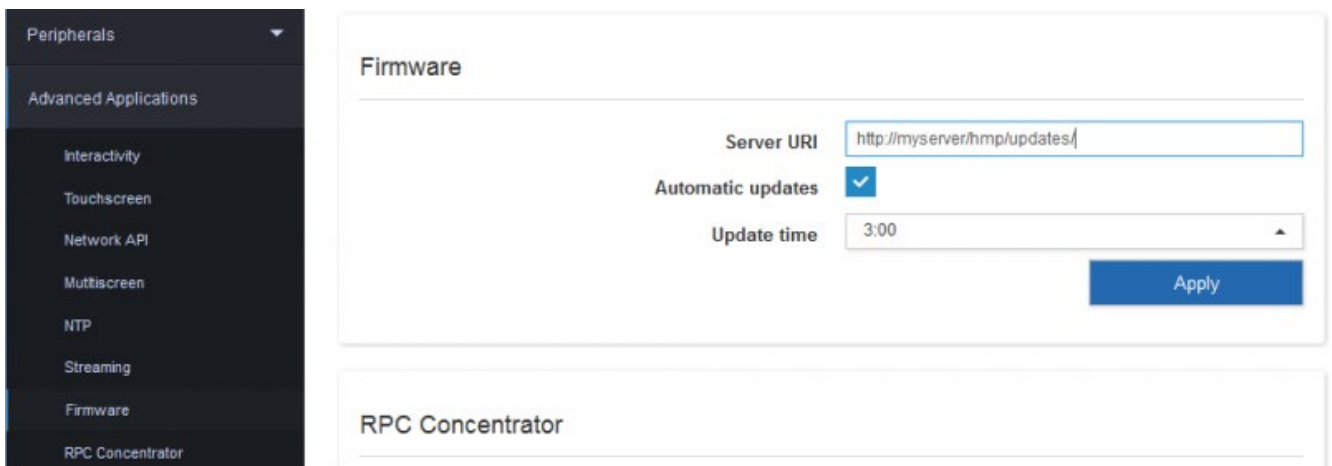 Peripherals
Advanced Applications
Interactivity
Touchscreen
Network API
Muttiscreen
NTP
Streaming
Firmware
RPC Concentrator
Firmware
Server URI http://myserver/hmp/updates/
Automatic updates
Update time 3:00
Apply
RPC Concentrator